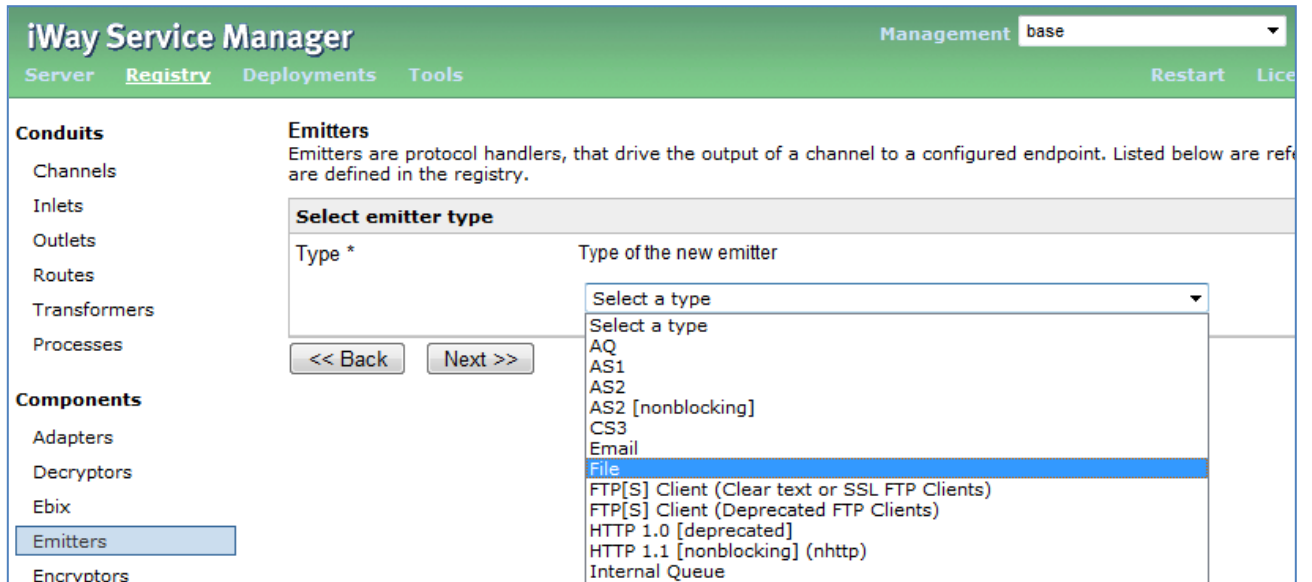 iWay Service Manager
Management base
Server Registry Deployments Tools
Restart
Conduits
Channels
Inlets
Outlets
Routes
Transformers
Processes
Components
Adapters
Decryptors
Ebix
Emitters
Encryptors
Emitters
Emitters are protocol handlers, that drive the output of a channel to a configured endpoint. Listed below are
are defined in the registry.
Select emitter type
Type * Type of the new emitter
Select a type
Select a type
AQ
AS1
AS2
AS2 [nonblocking]
CS3
Email
File
FTP[S] Client (Clear text or SSL FTP Clients)
FTP[S] Client (Deprecated FTP Clients)
HTTP 1.0 [deprecated]
HTTP 1.1 [nonblocking] (nhttp)
Internal Queue
<< Back Next >>